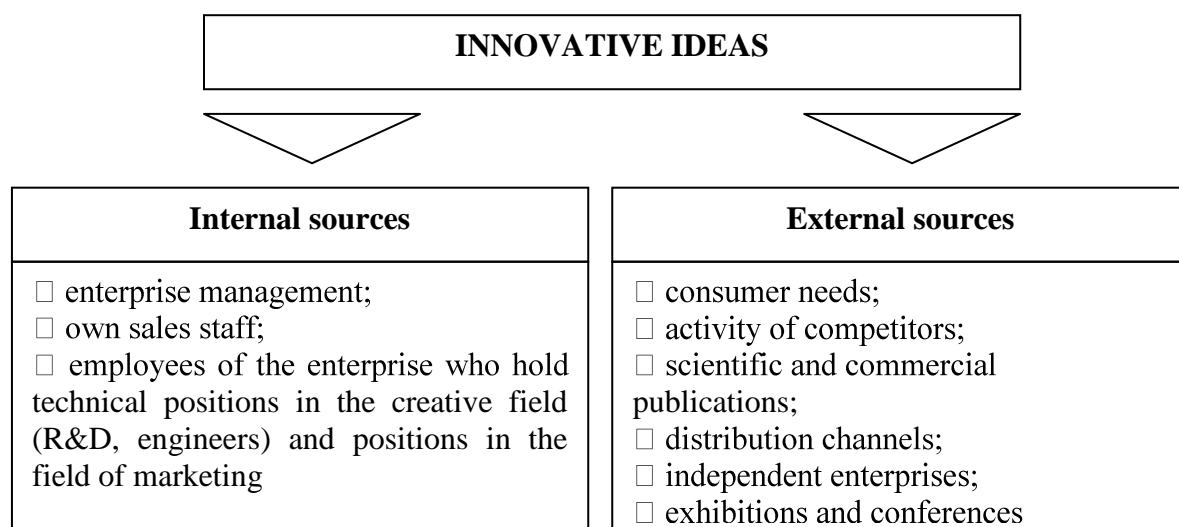 INNOVATIVE IDEAS
Internal sources
□ enterprise management;
□ own sales staff;
□ employees of the enterprise who hold
technical positions in the creative field
(R&D, engineers) and positions in the
field of marketing
External sources
□ consumer needs;
□ activity of competitors;
□ scientific and commercial
publications;
□ distribution channels;
□ independent enterprises;
□ exhibitions and conferences